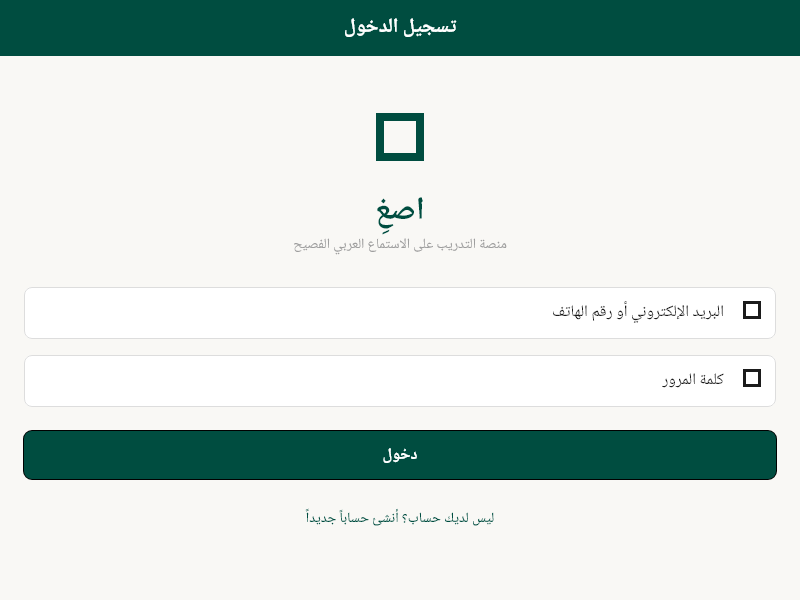 تسجيل الدخول
اصغِ
منصة التدريب على الاستماع العربي الفصيح
البريد الإلكتروني أو رقم الهاتف
كلمة المرور
دخول
ليس لديك حساب؟ أنشئ حساباً جديداً